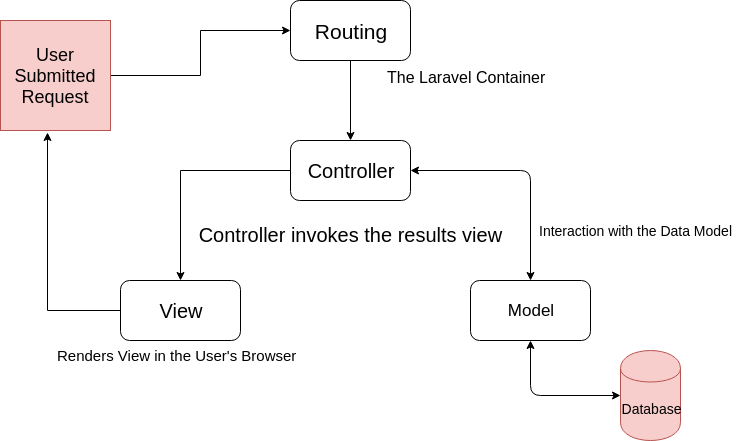 Routing
User
Submitted
Request
The Laravel Container
Controller
Controller invokes the results view
Interaction with the Data Model
View
Model
Renders View in the User's Browser
Database